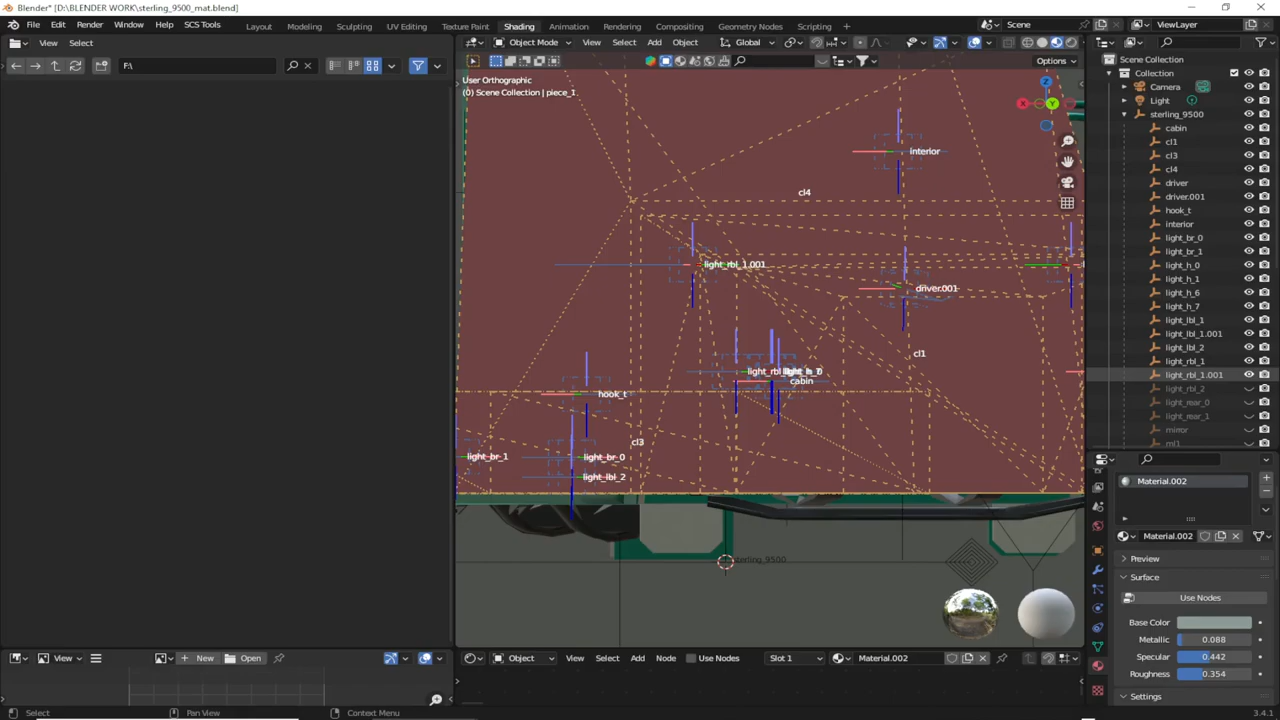 Blender* [D:\BLENDER WORK\sterling_9500_mat.blend]
File Edit Render Window Help SCS Tools
Layout Modeling Sculpting UV Editing Texture Paint Shading Animation Rendering Compositing Geometry Nodes Scripting
Scene ViewLayer
View Select
Object Mode View Select Add Object Global
F:\
Options
User Orthographic
(0) Scene Collection | piece_1
Z
X
Y
interior
cl4
light_rbl_1.001
driver.001
cl1
cabin
hook_t
cl3
light_br_1
light_br_0
light_lbl_2
sterling_9500
Scene Collection
Collection
Camera
Light
sterling_9500
cabin
cl1
cl3
cl4
driver
driver.001
hook_t
interior
light_br_0
light_br_1
light_h_0
light_h_1
light_h_6
light_h_7
light_lbl_1
light_lbl_1.001
light_lbl_2
light_rbl_1
light_rbl_1.001
light_rbl_2
light_rear_0
light_rear_1
mirror
ml1
Material.002
Material.002
Preview
Surface
Use Nodes
Base Color
Metallic 0.088
Specular 0.442
Roughness 0.354
Settings
View New Open
Object View Select Add Node Use Nodes Slot 1 Material.002
Select Pan View Context Menu 3.4.1